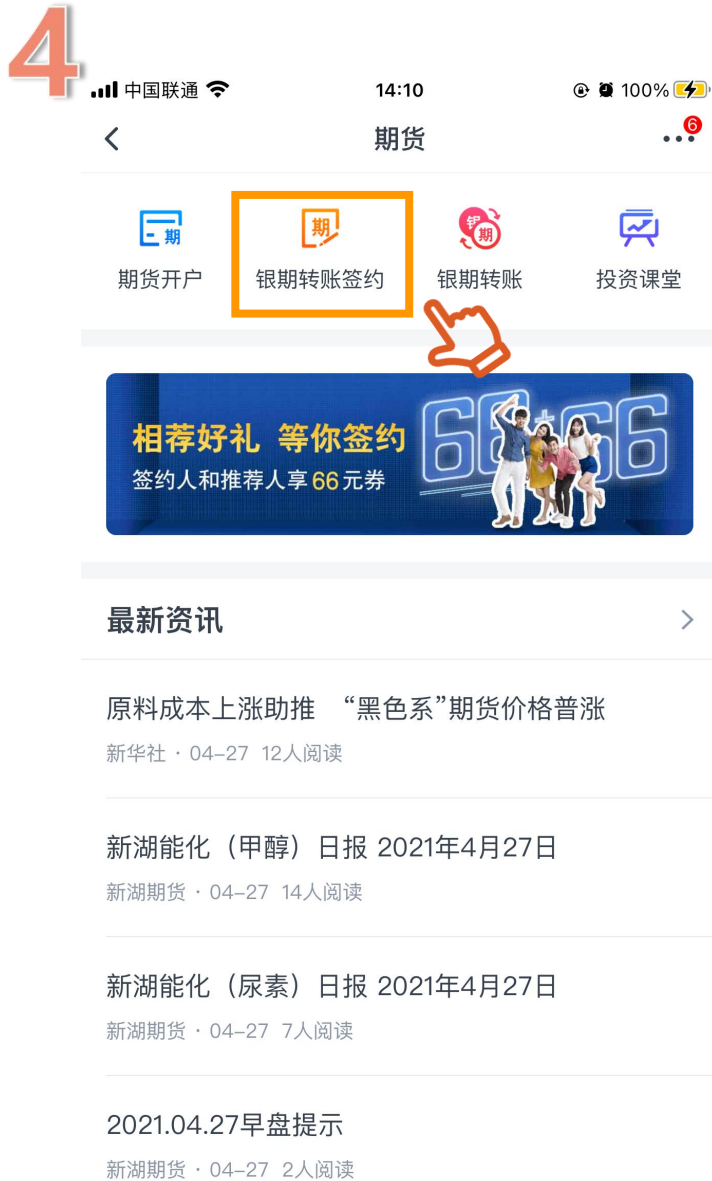 4
中国联通 14:10 100%
期货 6
期 期 银 期
期货开户 银期转账签约 银期转账 投资课堂
相荐好礼 等你签约
签约人和推荐人享66元券
66+66
最新资讯
原料成本上涨助推 “黑色系”期货价格普涨
新华社 · 04-27 12人阅读
新湖能化（甲醇）日报 2021年4月27日
新湖期货 · 04-27 14人阅读
新湖能化（尿素）日报 2021年4月27日
新湖期货 · 04-27 7人阅读
2021.04.27早盘提示
新湖期货 · 04-27 2人阅读